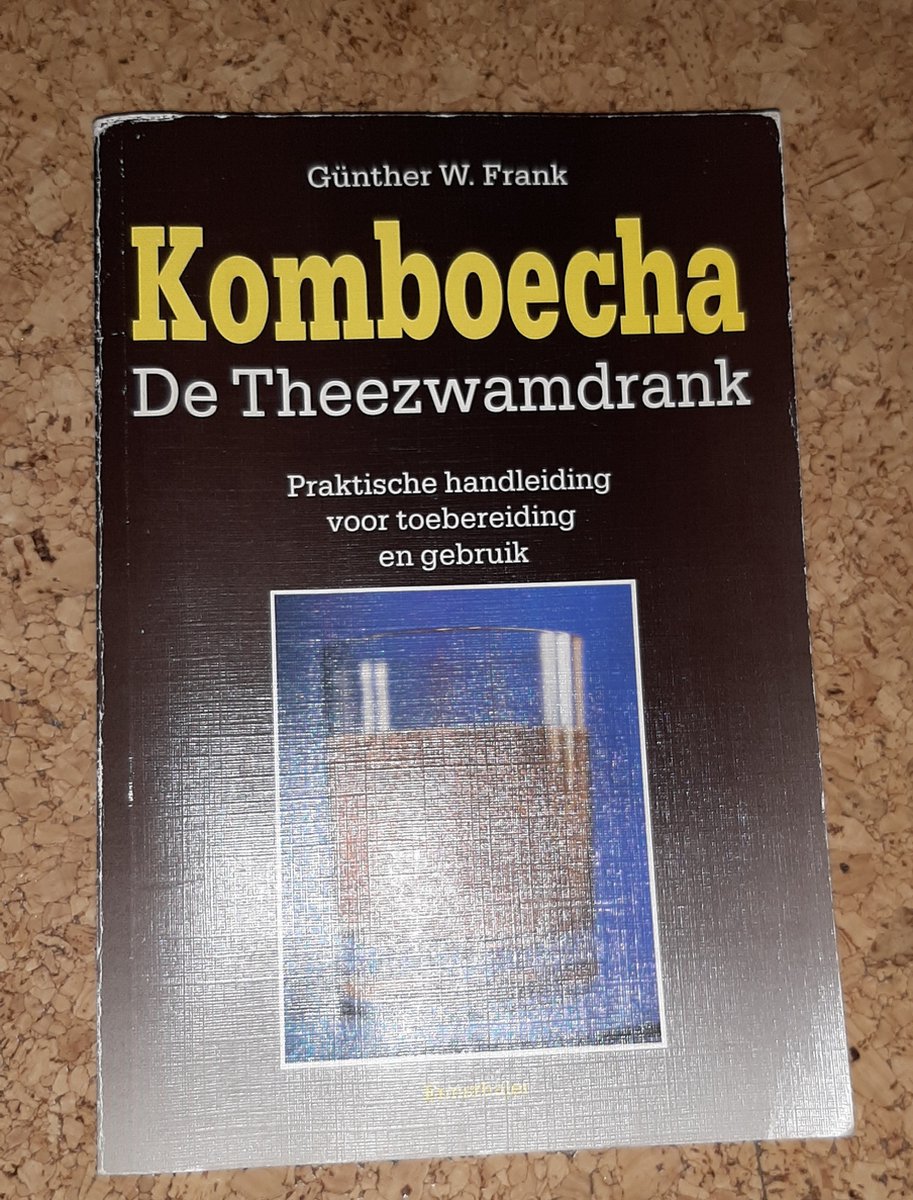 Günther W. Frank
Komboecha
De Theezwamdrank
Praktische handleiding
voor toebereiding
en gebruik